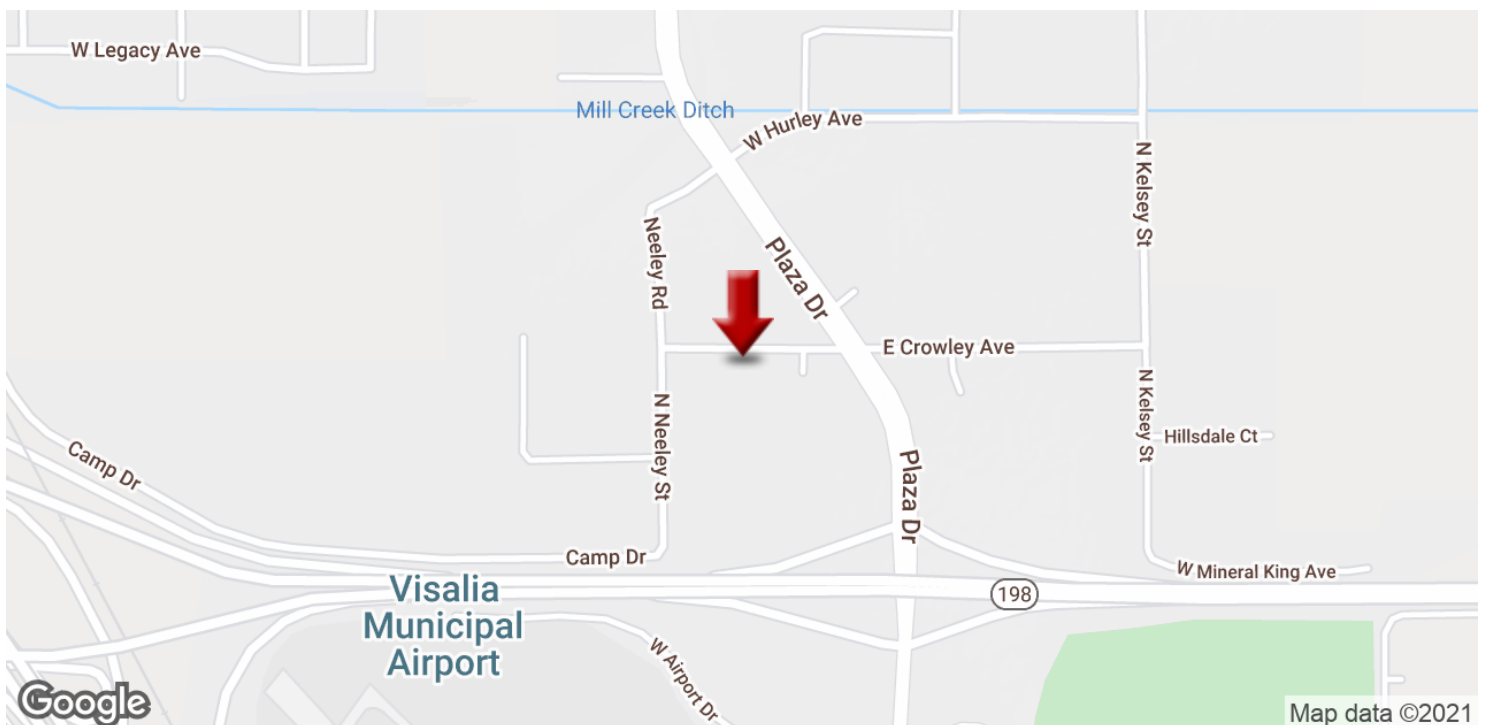 W Legacy Ave
Mill Creek Ditch
W Hurley Ave
N Kelsey St
Neeley Rd
Plaza Dr
E Crowley Ave
N Neeley St
N Kelsey St
Hillsdale Ct
Camp Dr
Plaza Dr
Camp Dr
W Mineral King Ave
Visalia
Municipal
Airport
198
W Airport Dr
Google
Map data ©2021